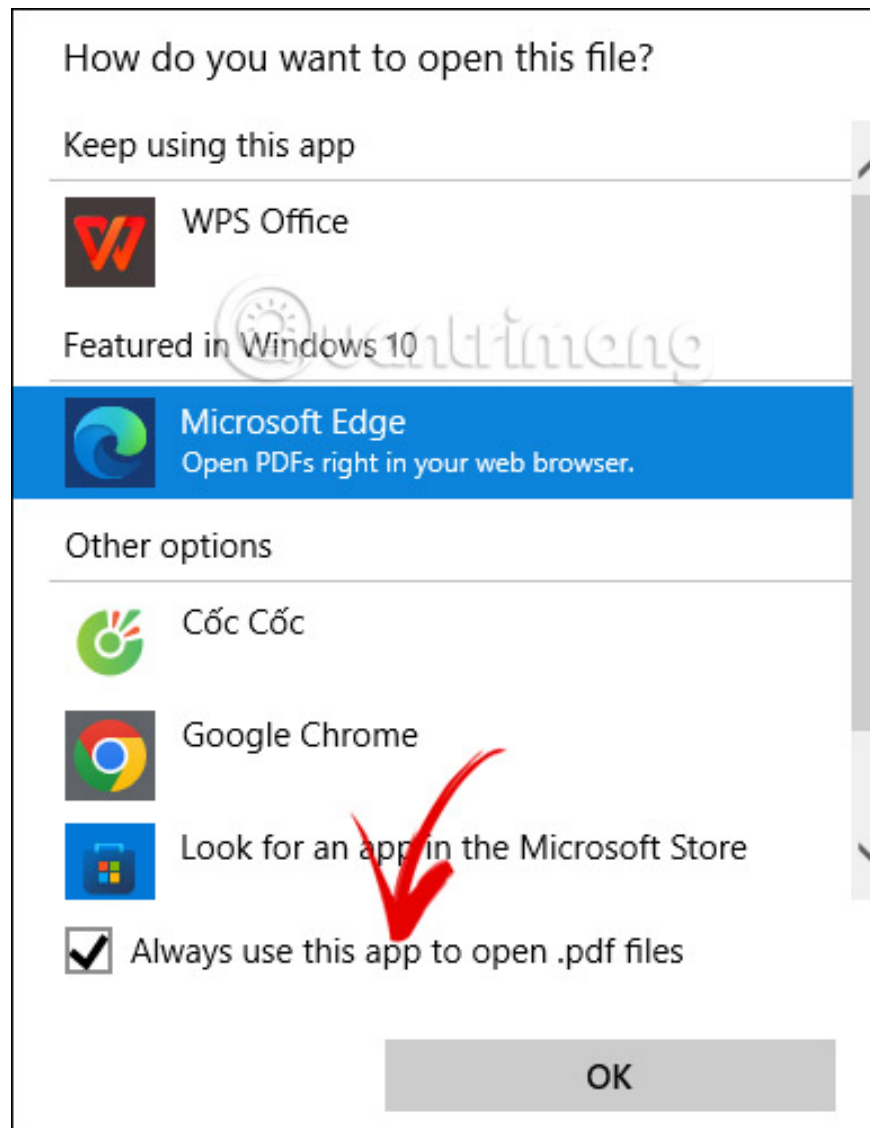 How do you want to open this file?
Keep using this app
WPS Office
Featured in Windows 10
Quantrimang
Microsoft Edge
Open PDFs right in your web browser.
Other options
Cốc Cốc
Google Chrome
Look for an app in the Microsoft Store
Always use this app to open .pdf files
OK